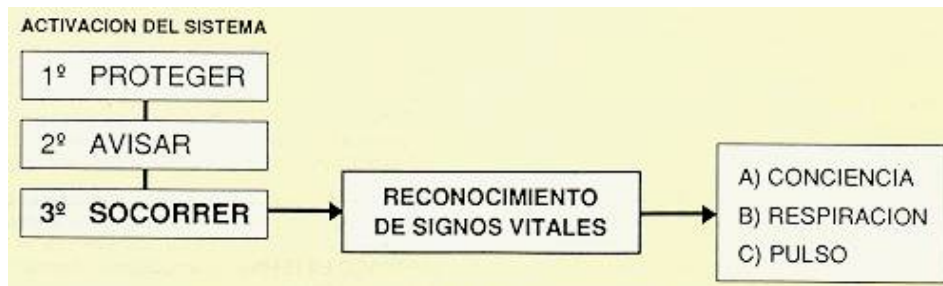 ACTIVACION DEL SISTEMA
1º PROTEGER
2º AVISAR
3º SOCORRER
RECONOCIMIENTO
DE SIGNOS VITALES
A) CONCIENCIA
B) RESPIRACION
C) PULSO